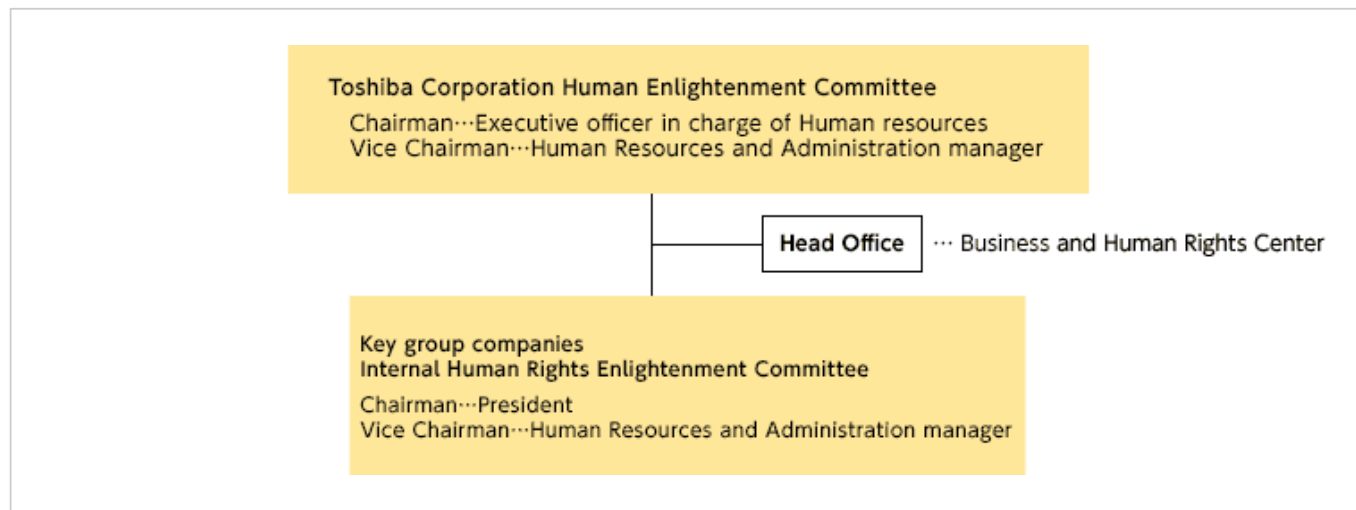 Toshiba Corporation Human Enlightenment Committee
Chairman···Executive officer in charge of Human resources
Vice Chairman···Human Resources and Administration manager
Head Office ··· Business and Human Rights Center
Key group companies
Internal Human Rights Enlightenment Committee
Chairman···President
Vice Chairman···Human Resources and Administration manager